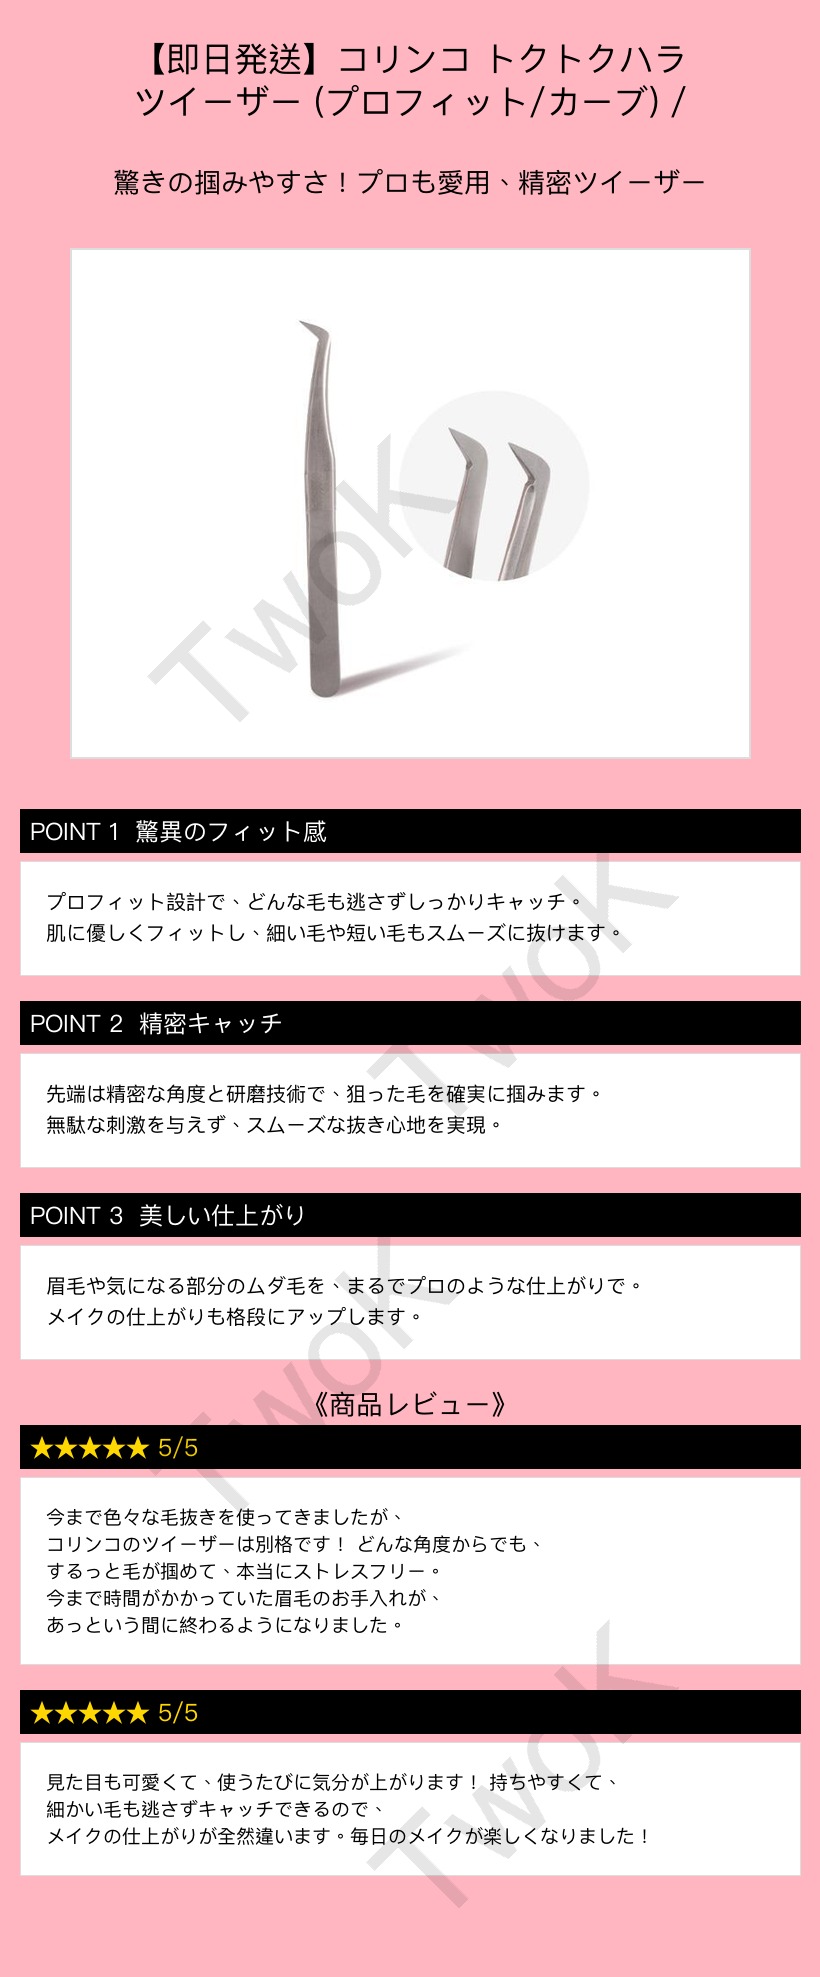 【即日発送】コリンコ トクトクハラ
ツイーザー (プロフィット/カーブ) /
驚きの掴みやすさ！プロも愛用、精密ツイーザー
TwoK
POINT 1 驚異のフィット感
プロフィット設計で、どんな毛も逃さずしっかりキャッチ。
肌に優しくフィットし、細い毛や短い毛もスムーズに抜けます。
TwoK
POINT 2 精密キャッチ
先端は精密な角度と研磨技術で、狙った毛を確実に掴みます。
無駄な刺激を与えず、スムーズな抜き心地を実現。
POINT 3 美しい仕上がり
眉毛や気になる部分のムダ毛を、まるでプロのような仕上がりで。
メイクの仕上がりも格段にアップします。
TwoK
《商品レビュー》
★★★★★ 5/5
今まで色々な毛抜きを使ってきましたが、
コリンコのツイーザーは別格です！ どんな角度からでも、
するっと毛が掴めて、本当にストレスフリー。
今まで時間がかかっていた眉毛のお手入れが、
あっという間に終わるようになりました。
★★★★★ 5/5
見た目も可愛くて、使うたびに気分が上がります！ 持ちやすくて、
細かい毛も逃さずキャッチできるので、
メイクの仕上がりが全然違います。毎日のメイクが楽しくなりました！
TwoK